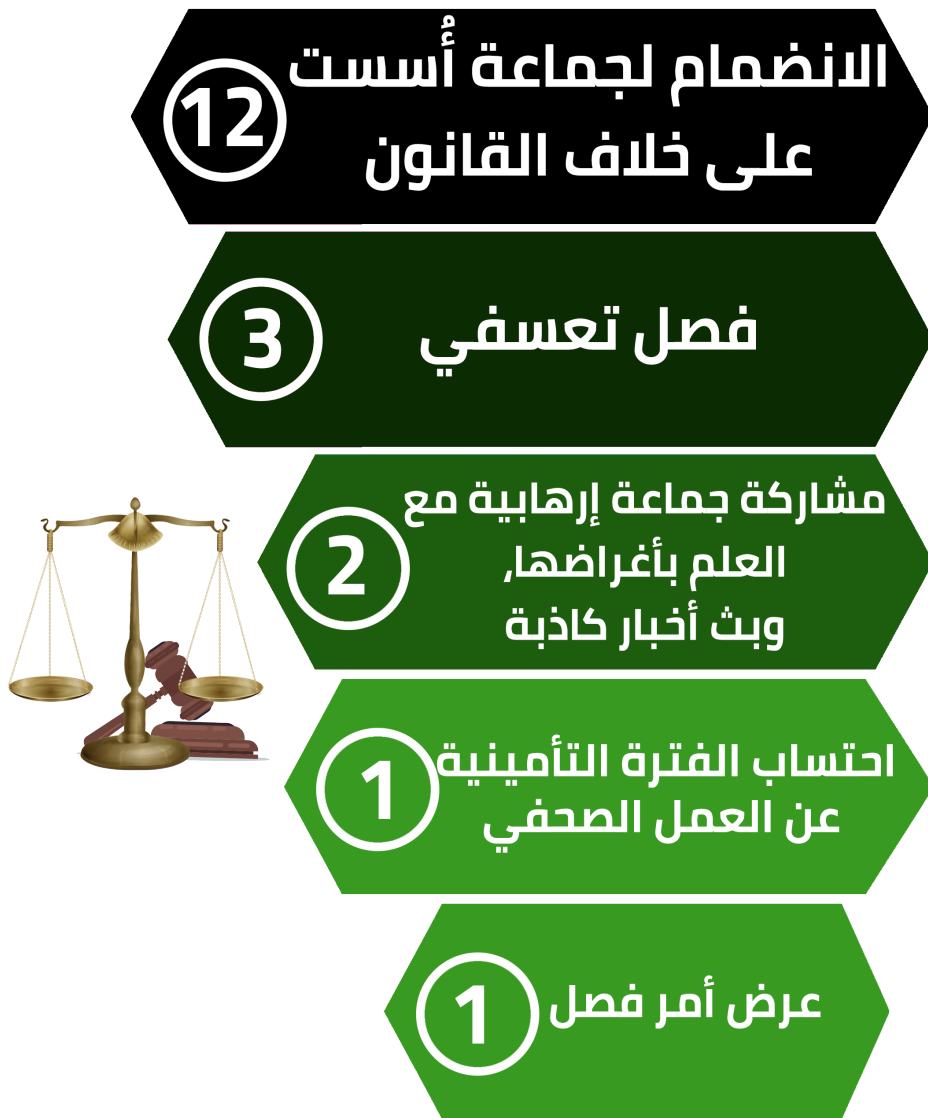 الانضمام لجماعة أُسست
على خلاف القانون
12
فصل تعسفي
3
مشاركة جماعة إرهابية مع
العلم بأغراضها,
وبث أخبار كاذبة
2
احتساب الفترة التأمينية
عن العمل الصحفي
1
عرض أمر فصل
1